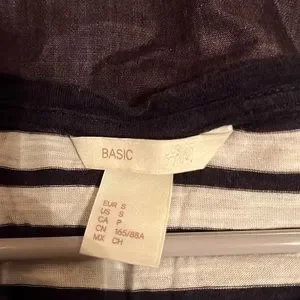 BASIC
EUR S
US S
CA P
CN 165/88A
MX CH